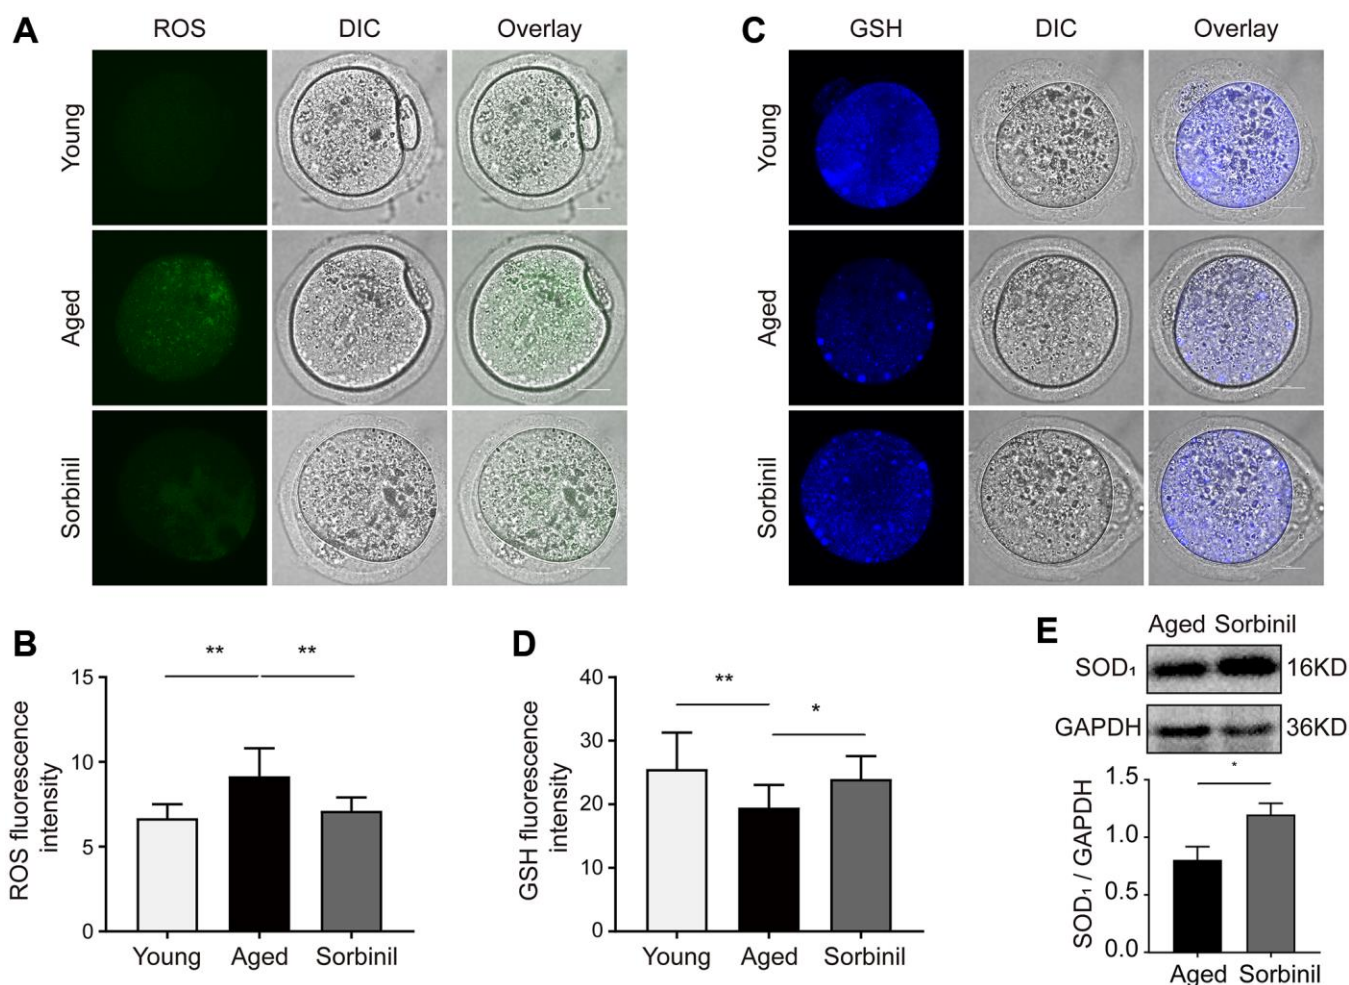 A
ROS
DIC
Overlay
Young
Aged
Sorbinil
C
GSH
DIC
Overlay
Young
Aged
Sorbinil
B
** **
ROS fluorescence
intensity
15
10
5
0
Young Aged Sorbinil
D
** *
GSH fluorescence
intensity
40
30
20
10
0
Young Aged Sorbinil
E
Aged Sorbinil
SOD₁ 16KD
GAPDH 36KD
*
SOD₁ / GAPDH
1.5
1.0
0.5
0.0
Aged Sorbinil